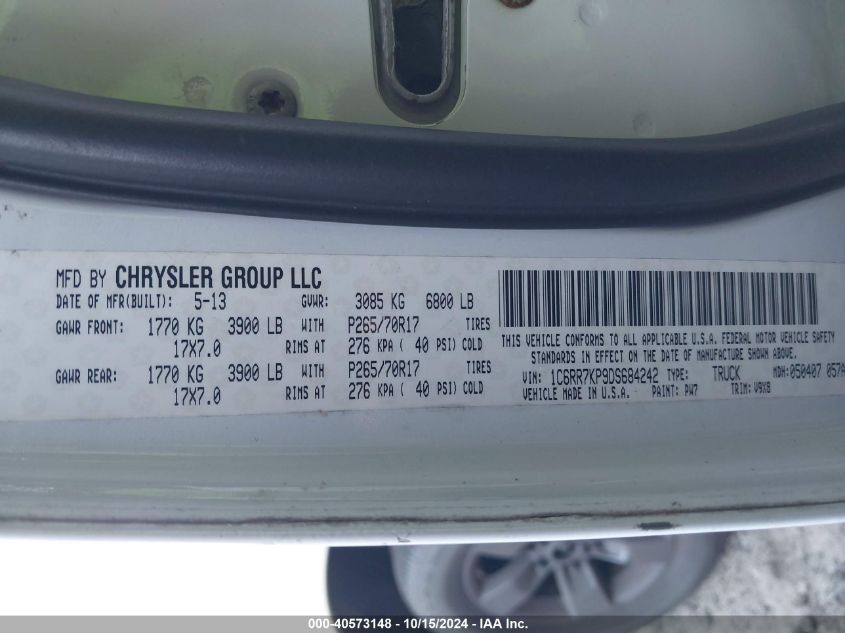 MFD BY CHRYSLER GROUP LLC
DATE OF MFR(BUILT): 5-13 GVWR: 3085 KG 6800 LB
GAWR FRONT: 1770 KG 3900 LB WITH P265/70R17 TIRES
17X7.0 RIMS AT 276 KPA ( 40 PSI) COLD
GAWR REAR: 1770 KG 3900 LB WITH P265/70R17 TIRES
17X7.0 RIMS AT 276 KPA ( 40 PSI) COLD
THIS VEHICLE CONFORMS TO ALL APPLICABLE U.S.A. FEDERAL MOTOR VEHICLE SAFETY
STANDARDS IN EFFECT ON THE DATE OF MANUFACTURE SHOWN ABOVE.
VIN: 1C6RR7KP9DS684242 TYPE: TRUCK MDH: 050407 057A
VEHICLE MADE IN U.S.A. PAINT: PW7 TRIM: V9X8
000-40573148 - 10/15/2024 - IAA Inc.